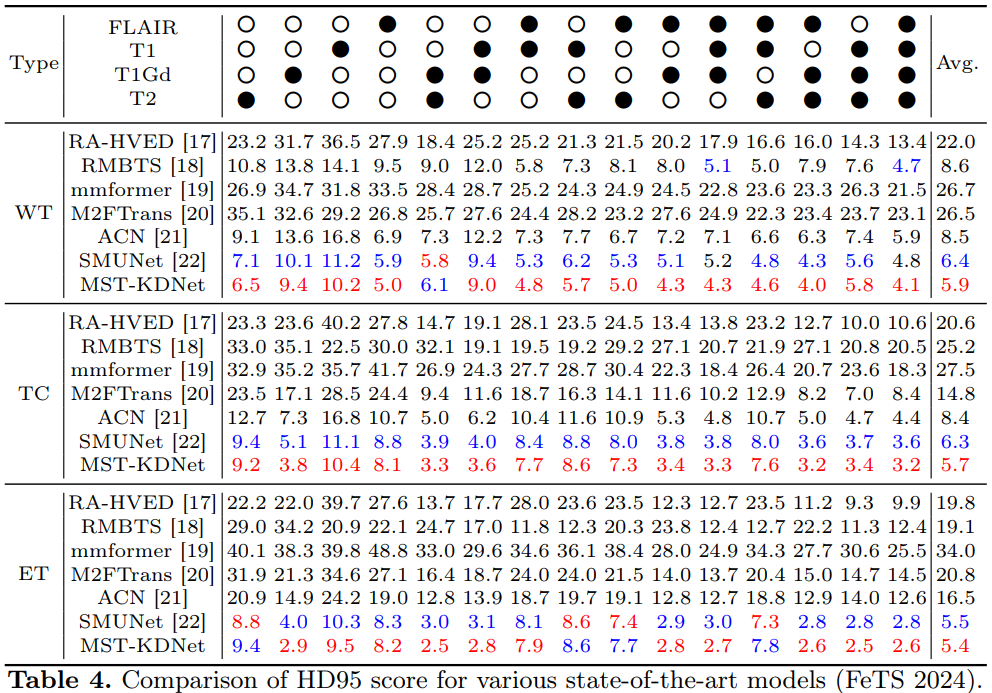 FLAIR ○ ○ ○ ● ○ ○ ● ○ ● ● ● ● ● ○ ●
T1 ○ ○ ● ○ ○ ● ● ● ○ ○ ● ● ○ ● ●
Type Avg.
T1Gd ○ ● ○ ○ ● ● ○ ○ ○ ● ● ○ ● ● ●
T2 ● ○ ○ ○ ● ○ ○ ● ● ○ ○ ● ● ● ●
RA-HVED [17] 23.2 31.7 36.5 27.9 18.4 25.2 25.2 21.3 21.5 20.2 17.9 16.6 16.0 14.3 13.4 22.0
RMBTS [18] 10.8 13.8 14.1 9.5 9.0 12.0 5.8 7.3 8.1 8.0 5.1 5.0 7.9 7.6 4.7 8.6
mmformer [19] 26.9 34.7 31.8 33.5 28.4 28.7 25.2 24.3 24.9 24.5 22.8 23.6 23.3 26.3 21.5 26.7
WT M2FTrans [20] 35.1 32.6 29.2 26.8 25.7 27.6 24.4 28.2 23.2 27.6 24.9 22.3 23.4 23.7 23.1 26.5
ACN [21] 9.1 13.6 16.8 6.9 7.3 12.2 7.3 7.7 6.7 7.2 7.1 6.6 6.3 7.4 5.9 8.5
SMUNet [22] 7.1 10.1 11.2 5.9 5.8 9.4 5.3 6.2 5.3 5.1 5.2 4.8 4.3 5.6 4.8 6.4
MST-KDNet 6.5 9.4 10.2 5.0 6.1 9.0 4.8 5.7 5.0 4.3 4.3 4.6 4.0 5.8 4.1 5.9
RA-HVED [17] 23.3 23.6 40.2 27.8 14.7 19.1 28.1 23.5 24.5 13.4 13.8 23.2 12.7 10.0 10.6 20.6
RMBTS [18] 33.0 35.1 22.5 30.0 32.1 19.1 19.5 19.2 29.2 27.1 20.7 21.9 27.1 20.8 20.5 25.2
mmformer [19] 32.9 35.2 35.7 41.7 26.9 24.3 27.7 28.7 30.4 22.3 18.4 26.4 20.7 23.6 18.3 27.5
TC M2FTrans [20] 23.5 17.1 28.5 24.4 9.4 11.6 18.7 16.3 14.1 11.6 10.2 12.9 8.2 7.0 8.4 14.8
ACN [21] 12.7 7.3 16.8 10.7 5.0 6.2 10.4 11.6 10.9 5.3 4.8 10.7 5.0 4.7 4.4 8.4
SMUNet [22] 9.4 5.1 11.1 8.8 3.9 4.0 8.4 8.8 8.0 3.8 3.8 8.0 3.6 3.7 3.6 6.3
MST-KDNet 9.2 3.8 10.4 8.1 3.3 3.6 7.7 8.6 7.3 3.4 3.3 7.6 3.2 3.4 3.2 5.7
RA-HVED [17] 22.2 22.0 39.7 27.6 13.7 17.7 28.0 23.6 23.5 12.3 12.7 23.5 11.2 9.3 9.9 19.8
RMBTS [18] 29.0 34.2 20.9 22.1 24.7 17.0 11.8 12.3 20.3 23.8 12.4 12.7 22.2 11.3 12.4 19.1
mmformer [19] 40.1 38.3 39.8 48.8 33.0 29.6 34.6 36.1 38.4 28.0 24.9 34.3 27.7 30.6 25.5 34.0
ET M2FTrans [20] 31.9 21.3 34.6 27.1 16.4 18.7 24.0 24.0 21.5 14.0 13.7 20.4 15.0 14.7 14.5 20.8
ACN [21] 20.9 14.9 24.2 19.0 12.8 13.9 18.7 19.7 19.1 12.8 12.7 18.8 12.9 14.0 12.6 16.5
SMUNet [22] 8.8 4.0 10.3 8.3 3.0 3.1 8.1 8.6 7.4 2.9 3.0 7.3 2.8 2.8 2.8 5.5
MST-KDNet 9.4 2.9 9.5 8.2 2.5 2.8 7.9 8.6 7.7 2.8 2.7 7.8 2.6 2.5 2.6 5.4
Table 4. Comparison of HD95 score for various state-of-the-art models (FeTS 2024).